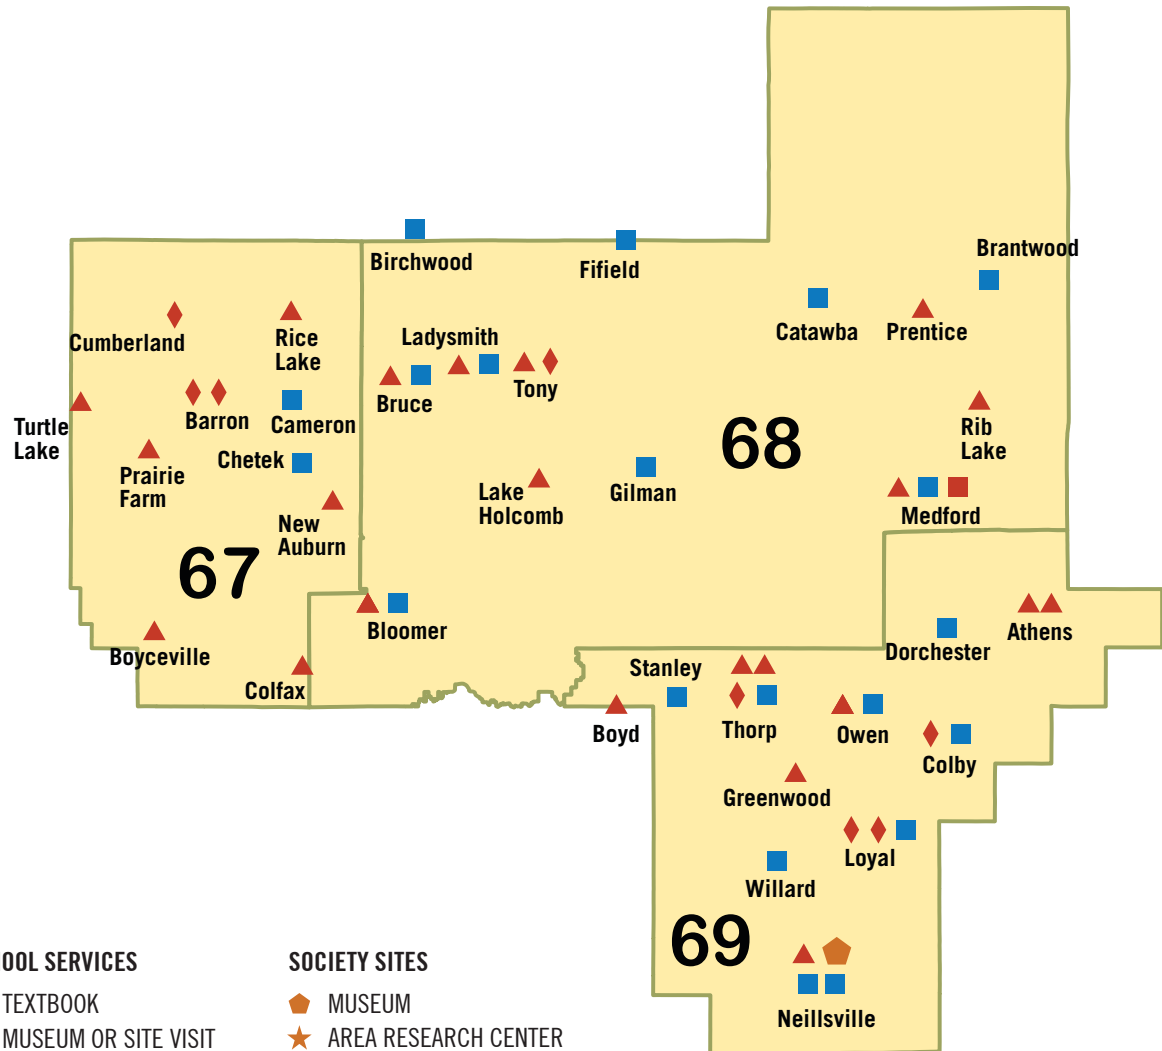 Brantwood
Birchwood
Fifield
Catawba
Prentice
Cumberland
Rice
Lake
Ladysmith
Tony
Bruce
Barron
Cameron
Turtle
Lake
Rib
Lake
68
Chetek
Prairie
Farm
Lake
Holcomb
Gilman
Medford
New
Auburn
67
Bloomer
Athens
Boyceville
Dorchester
Stanley
Colfax
Boyd
Thorp
Owen
Colby
Greenwood
Loyal
Willard
69
Neillsville
OOL SERVICES
TEXTBOOK
MUSEUM OR SITE VISIT
SOCIETY SITES
MUSEUM
AREA RESEARCH CENTER